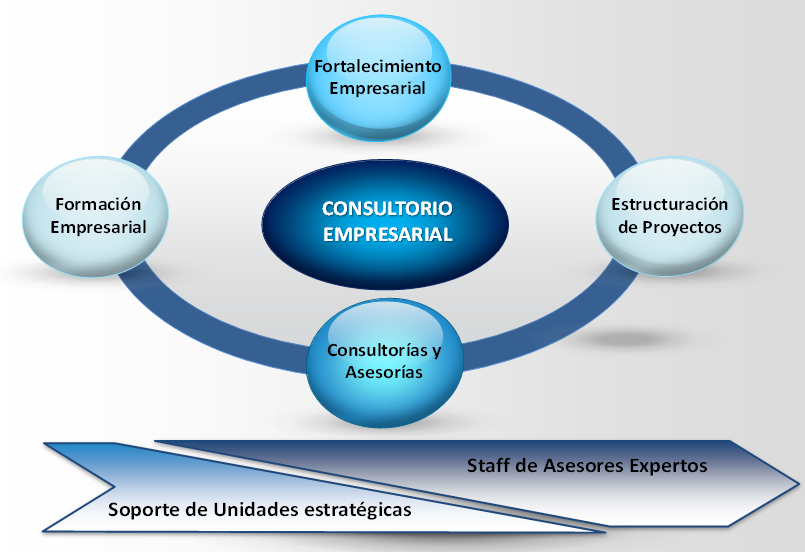 Fortalecimiento
Empresarial
Formación
Empresarial
CONSULTORIO
EMPRESARIAL
Estructuración
de Proyectos
Consultorías y
Asesorías
Staff de Asesores Expertos
Soporte de Unidades estratégicas